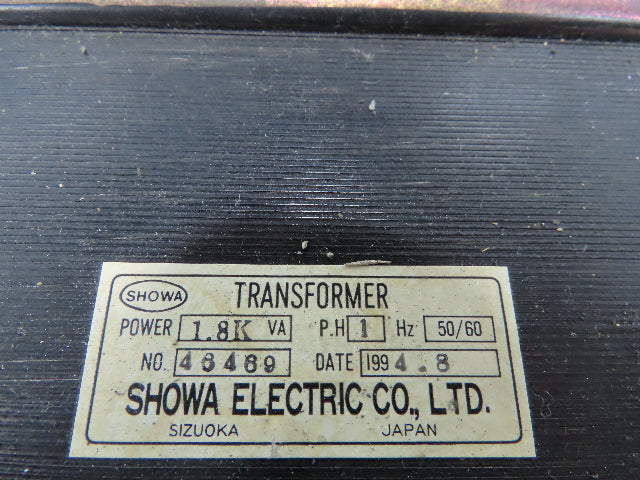 SHOWA TRANSFORMER
POWER 1.8K VA P.H 1 Hz 50/60
NO. 46469 DATE 1994.8
SHOWA ELECTRIC CO., LTD.
SIZUOKA JAPAN